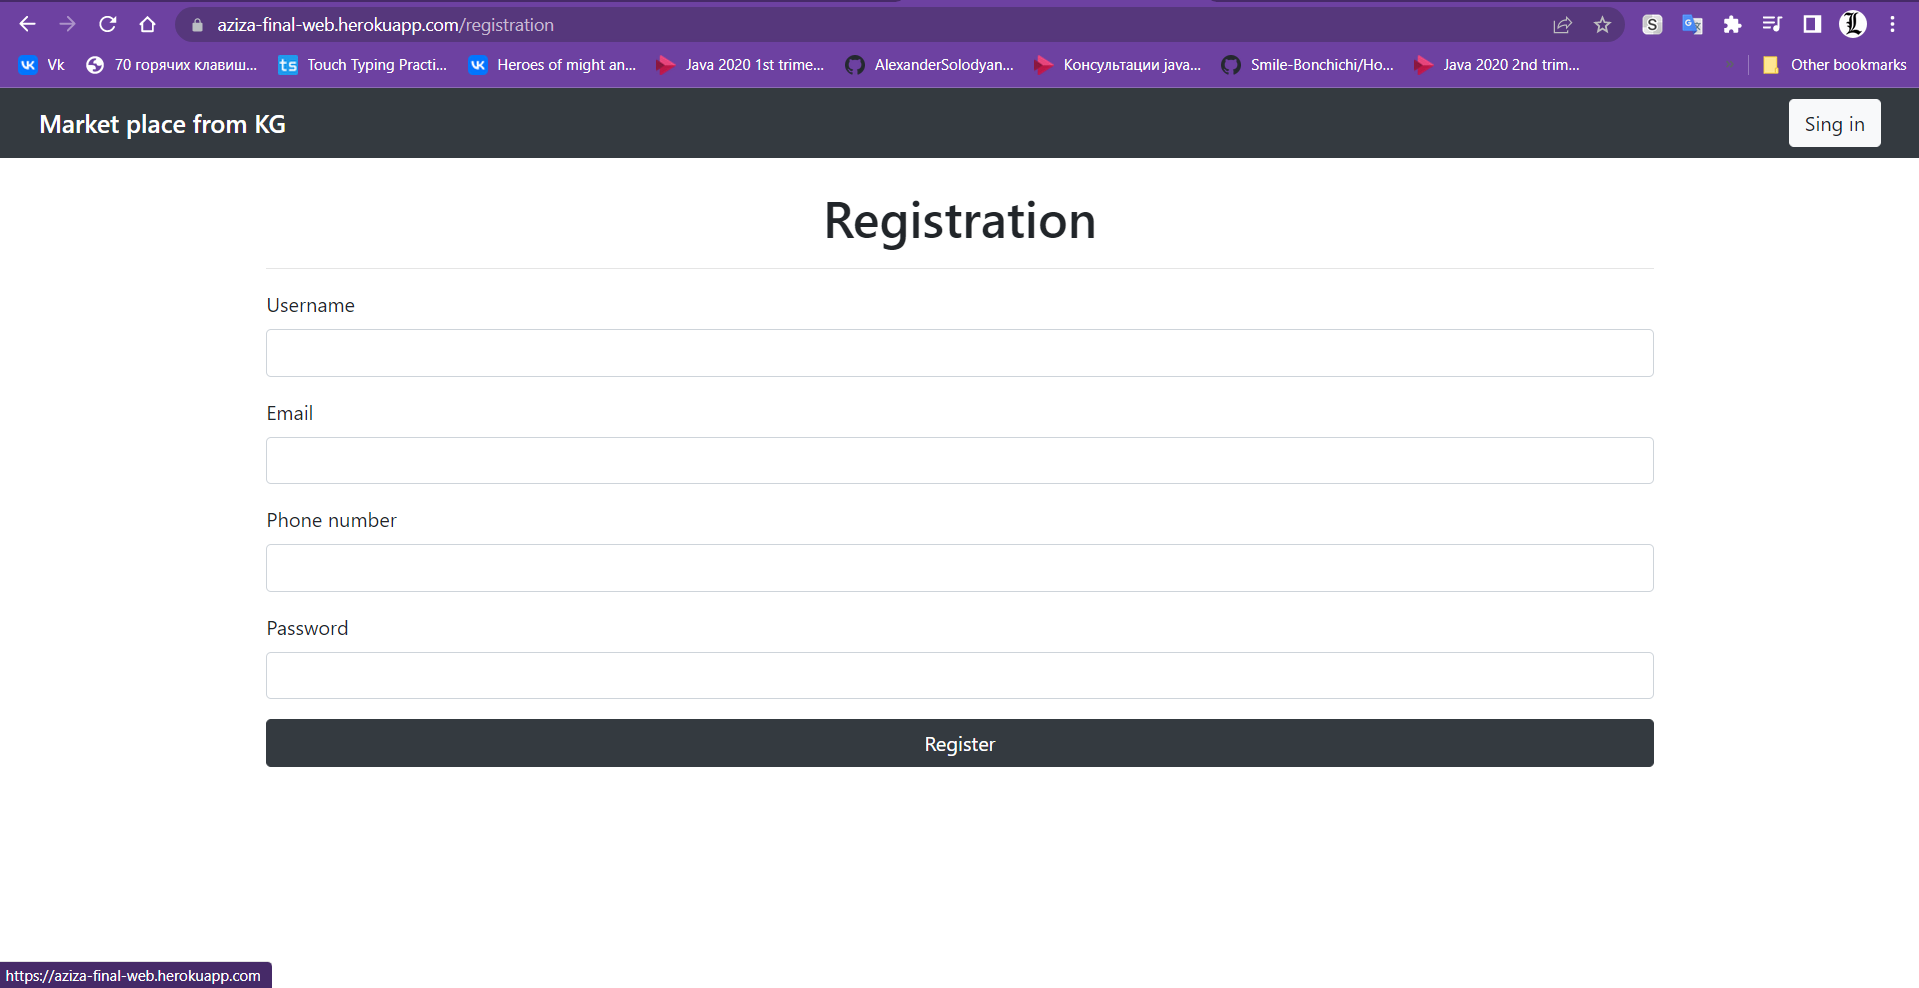 aziza-final-web.herokuapp.com/registration
Vk 70 горячих клавиш... Touch Typing Practi... Heroes of might an... Java 2020 1st trime... AlexanderSolodyan... Консультации java... Smile-Bonchichi/Ho... Java 2020 2nd trim... Other bookmarks
Market place from KG Sing in
Registration
Username
Email
Phone number
Password
Register
https://aziza-final-web.herokuapp.com